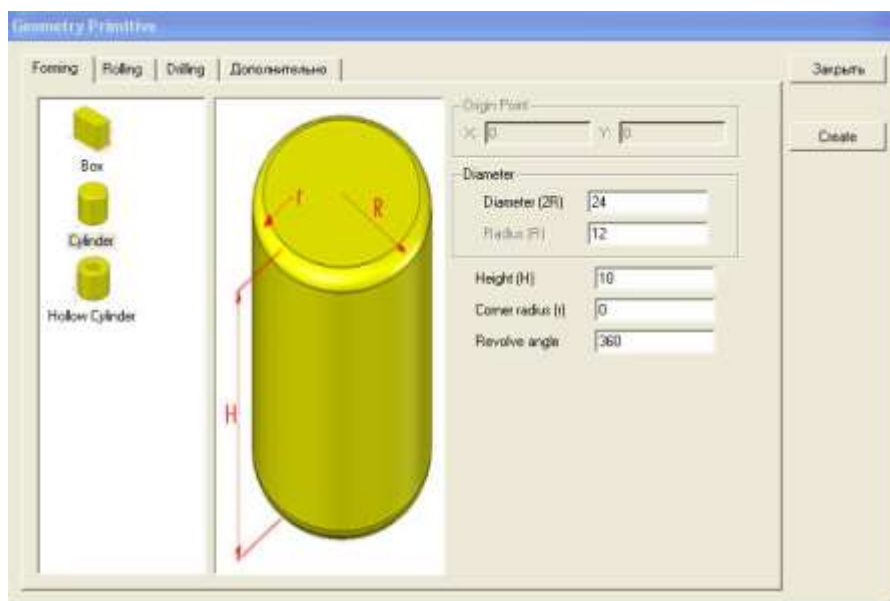 Geometry Primitive
Forming Rolling Drilling Дополнительно
Закрыть
Create
Box
Cylinder
Hollow Cylinder
r
R
H
Origin Point
X: 0 Y: 0
Diameter
Diameter (2R) 24
Radius (R) 12
Height (H) 10
Corner radius (r) 0
Revolve angle 360